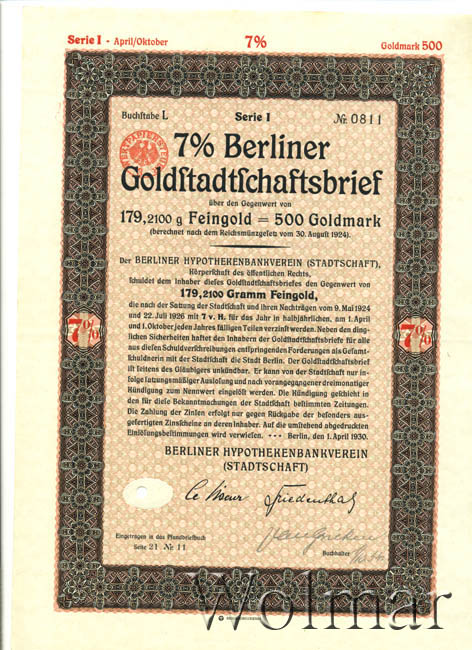 Serie I - April/Oktober 7% Goldmark 500
Buchſtabe L Serie I № 0811
7% Berliner
Goldſtadtſchaftsbrief
über den Gegenwert von
179,2100 g Feingold = 500 Goldmark
(berechnet nach dem Reichsmünzgeſetz vom 30. Auguſt 1924).
Der BERLINER HYPOTHEKENBANKVEREIN (STADTSCHAFT),
Körperſchaft des öffentlichen Rechts,
ſchuldet dem Inhaber dieſes Goldſtadtſchaftsbriefes den Gegenwert von
179,2100 Gramm Feingold,
die nach der Satzung der Stadtſchaft und ihren Nachträgen vom 9. Mai 1924
und 22. Juli 1926 mit 7 v. H. für das Jahr in halbjährlichen, am 1. April
und 1. Oktober jeden Jahres fälligen Teilen verzinſt werden. Neben den ding-
lichen Sicherheiten haftet den Inhabern der Goldſtadtſchaftsbriefe für alle
aus dieſen Schuldverſchreibungen entſpringenden Forderungen als Geſamt-
ſchuldnerin mit der Stadtſchaft die Stadt Berlin. Der Goldſtadtſchaftsbrief
iſt ſeitens des Gläubigers unkündbar. Er kann von der Stadtſchaft nur in-
folge ſatzungsmäßiger Ausloſung und nach vorangegangener dreimonatiger
Kündigung zum Nennwert eingelöſt werden. Die Kündigung geſchieht in
den für dieſe Bekanntmachungen der Stadtſchaft beſtimmten Zeitungen.
Die Zahlung der Zinſen erfolgt nur gegen Rückgabe der beſonders aus-
gefertigten Zinsſcheine an deren Inhaber. Auf die umſtehend abgedruckten
Einlöſungsbeſtimmungen wird verwieſen. --- Berlin, den 1. April 1930.
7% 7%
BERLINER HYPOTHEKENBANKVEREIN
(STADTSCHAFT)
Friedenthal
Eingetragen in das Pfandbriefbuch
Seite 21 № 11
Buchhalter
Wolmar